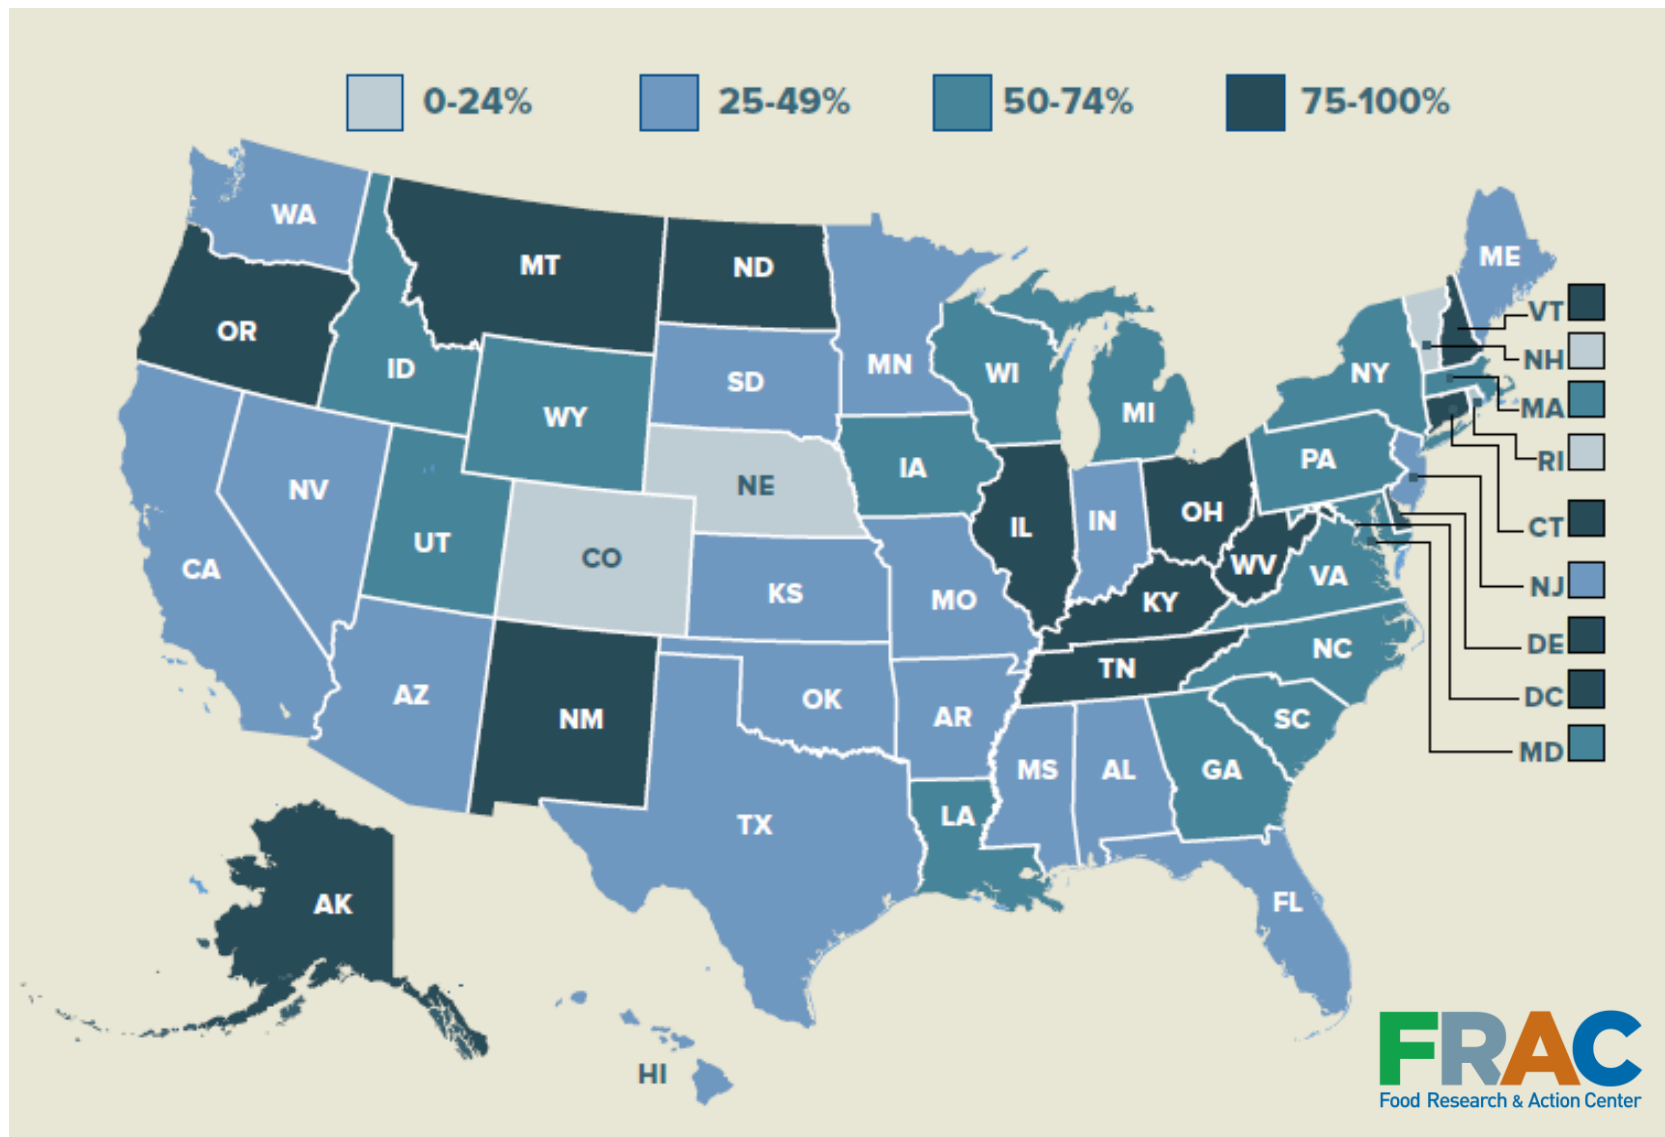 0-24%
25-49%
50-74%
75-100%
WA
MT
ND
ME
VT
OR
NH
ID
SD
MN
WI
NY
MA
WY
MI
RI
IA
PA
NE
NV
CT
IL
IN
OH
UT
CO
CA
WV
VA
NJ
KS
MO
KY
DE
NC
TN
AZ
DC
NM
OK
AR
SC
MD
MS
AL
GA
LA
TX
AK
FL
HI
FRAC
Food Research & Action Center